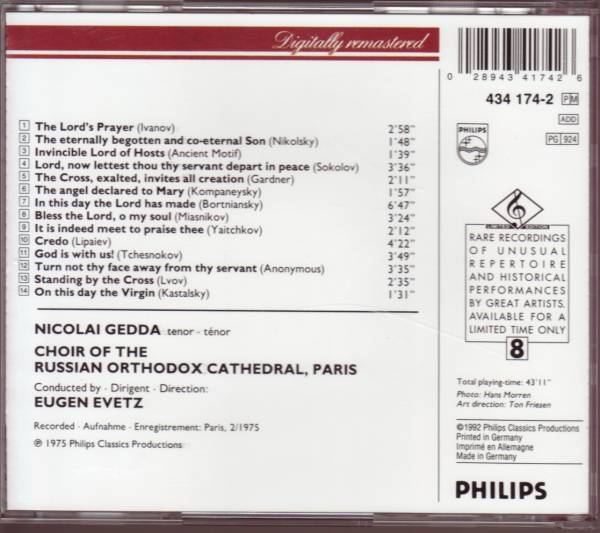 Digitally remastered
1 The Lord's Prayer (Ivanov) 2'58"
2 The eternally begotten and co-eternal Son (Nikolsky) 1'48"
3 Invincible Lord of Hosts (Ancient Motif) 1'39"
4 Lord, now lettest thou thy servant depart in peace (Sokolov) 3'36"
5 The Cross, exalted, invites all creation (Gardner) 2'11"
6 The angel declared to Mary (Kompaneysky) 1'57"
7 In this day the Lord has made (Bortniansky) 6'47"
8 Bless the Lord, o my soul (Miasnikov) 3'24"
9 It is indeed meet to praise thee (Yaitchkov) 2'12"
10 Credo (Lipaiev) 4'22"
11 God is with us! (Tchesnokov) 3'49"
12 Turn not thy face away from thy servant (Anonymous) 3'35"
13 Standing by the Cross (Lvov) 2'35"
14 On this day the Virgin (Kastalsky) 1'31"
NICOLAI GEDDA tenor · ténor
CHOIR OF THE
RUSSIAN ORTHODOX CATHEDRAL, PARIS
Conducted by · Dirigent · Direction:
EUGEN EVETZ
Recorded · Aufnahme · Enregistrement: Paris, 2/1975
℗ 1975 Philips Classics Productions
0 28943 41742 6
434 174-2 PM
ADD
PG 924
PHILIPS
LIMITED EDITION
RARE RECORDINGS
OF UNUSUAL
REPERTOIRE
AND HISTORICAL
PERFORMANCES
BY GREAT ARTISTS.
AVAILABLE FOR A
LIMITED TIME ONLY
8
Total playing-time: 43'11"
Photo: Hans Morren
Art direction: Ton Friesen
©1992 Philips Classics Productions
Printed in Germany
Imprimé en Allemagne
Made in Germany
PHILIPS